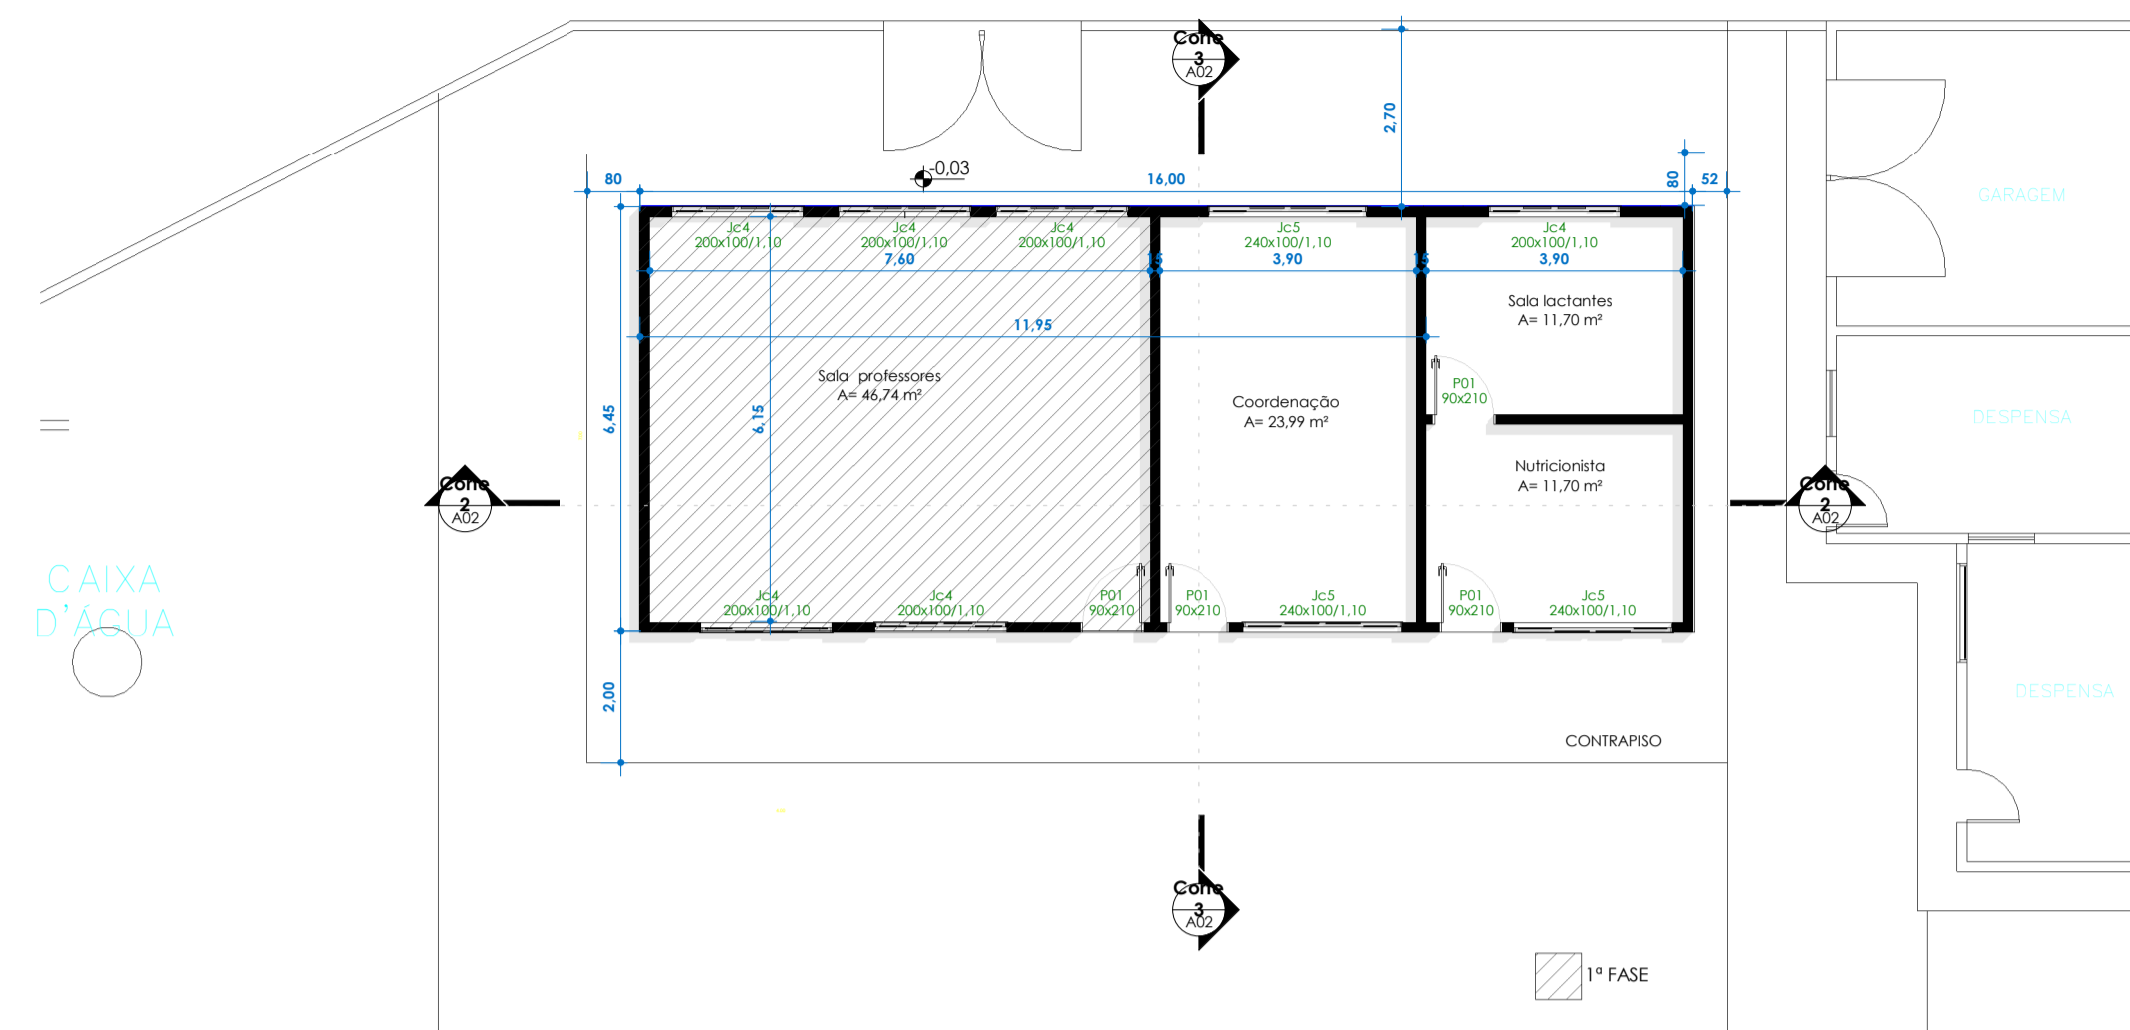 Corte
3
A02
2,70
-0,03
80
16,00
80
52
GARAGEM
Jc4
200x100/1,10
Jc4
200x100/1,10
Jc4
200x100/1,10
Jc5
240x100/1,10
Jc4
200x100/1,10
7,60
15
3,90
15
3,90
Sala lactantes
A= 11,70 m²
11,95
Sala professores
A= 46,74 m²
6,45
6,15
P01
90x210
Coordenação
A= 23,99 m²
DESPENSA
Nutricionista
A= 11,70 m²
Corte
2
A02
Corte
2
A02
CAIXA
D'ÁGUA
Jc4
200x100/1,10
Jc4
200x100/1,10
P01
90x210
P01
90x210
Jc5
240x100/1,10
P01
90x210
Jc5
240x100/1,10
2,00
DESPENSA
CONTRAPISO
Corte
3
A02
1ª FASE